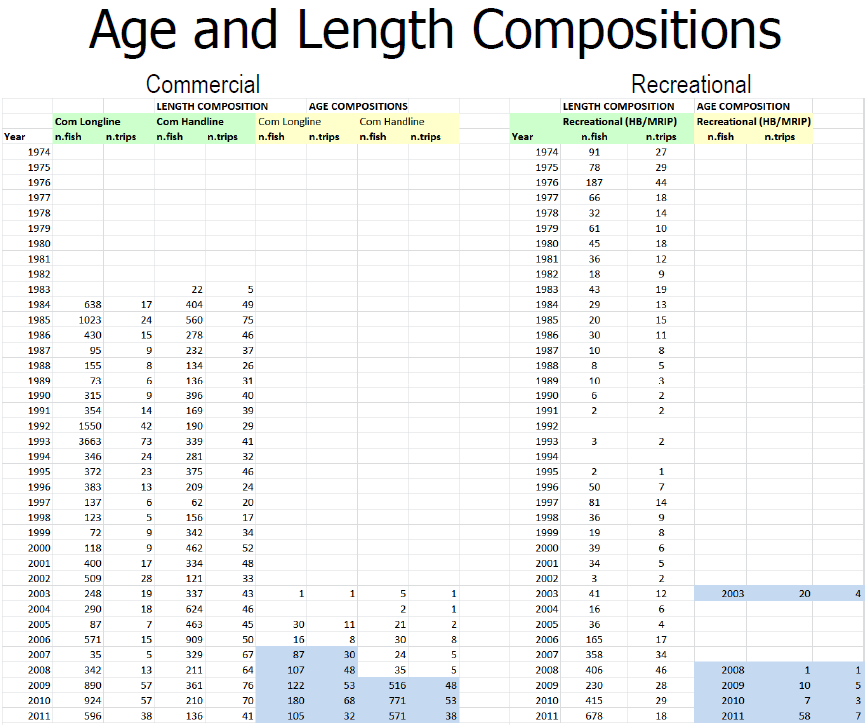 Age and Length Compositions
Commercial Recreational
LENGTH COMPOSITION AGE COMPOSITIONS LENGTH COMPOSITION AGE COMPOSITION
Com Longline Com Handline Com Longline Com Handline Recreational (HB/MRIP) Recreational (HB/MRIP)
Year n.fish n.trips n.fish n.trips n.fish n.trips n.fish n.trips Year n.fish n.trips n.fish n.trips
1974 1974 91 27
1975 1975 78 29
1976 1976 187 44
1977 1977 66 18
1978 1978 32 14
1979 1979 61 10
1980 1980 45 18
1981 1981 36 12
1982 1982 18 9
1983 22 5 1983 43 19
1984 638 17 404 49 1984 29 13
1985 1023 24 560 75 1985 20 15
1986 430 15 278 46 1986 30 11
1987 95 9 232 37 1987 10 8
1988 155 8 134 26 1988 8 5
1989 73 6 136 31 1989 10 3
1990 315 9 396 40 1990 6 2
1991 354 14 169 39 1991 2 2
1992 1550 42 190 29 1992
1993 3663 73 339 41 1993 3 2
1994 346 24 281 32 1994
1995 372 23 375 46 1995 2 1
1996 383 13 209 24 1996 50 7
1997 137 6 62 20 1997 81 14
1998 123 5 156 17 1998 36 9
1999 72 9 342 34 1999 19 8
2000 118 9 462 52 2000 39 6
2001 400 17 334 48 2001 34 5
2002 509 28 121 33 2002 3 2
2003 248 19 337 43 1 1 5 1 2003 41 12 2003 20 4
2004 290 18 624 46 2 1 2004 16 6
2005 87 7 463 45 30 11 21 2 2005 36 4
2006 571 15 909 50 16 8 30 8 2006 165 17
2007 35 5 329 67 87 30 24 5 2007 358 34
2008 342 13 211 64 107 48 35 5 2008 406 46 2008 1 1
2009 890 57 361 76 122 53 516 48 2009 230 28 2009 10 5
2010 924 57 210 70 180 68 771 53 2010 415 29 2010 7 3
2011 596 38 136 41 105 32 571 38 2011 678 18 2011 58 7